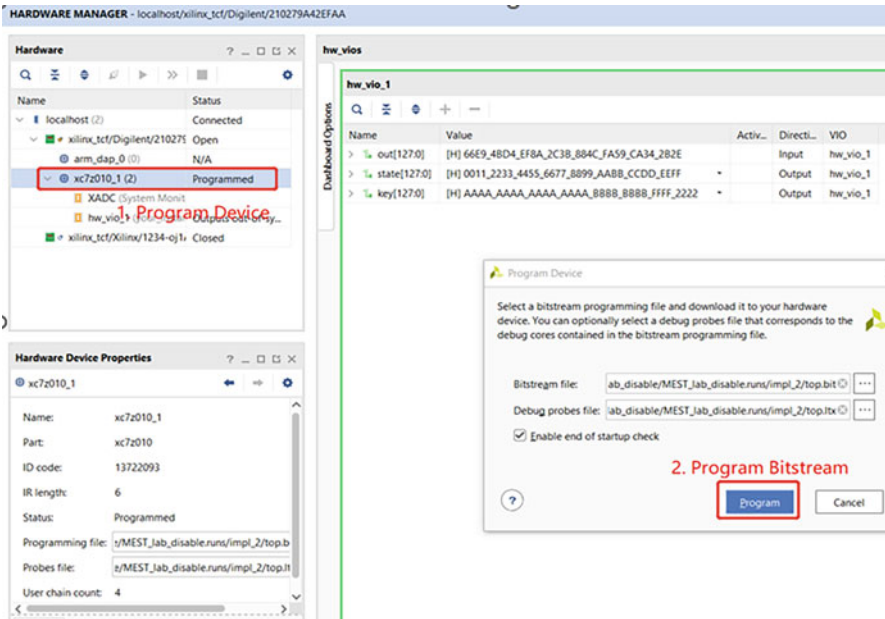 HARDWARE MANAGER - localhost/xilinx_tcf/Digilent/210279A42EFAA
Hardware
Name Status
localhost (2) Connected
xilinx_tcf/Digilent/210279 Open
arm_dap_0 (0) N/A
xc7z010_1 (2) Programmed
XADC (System Monit
1. Program Device
hw_vio_1
xilinx_tcf/Xilinx/1234-oj1 Closed
Hardware Device Properties
xc7z010_1
Name: xc7z010_1
Part: xc7z010
ID code: 13722093
IR length: 6
Status: Programmed
Programming file: :/MEST_lab_disable.runs/impl_2/top.b
Probes file: e/MEST_lab_disable.runs/impl_2/top.lt
User chain count: 4
hw_vios
Dashboard Options
hw_vio_1
Name Value Activ... Directi... VIO
out[127:0] [H] 66E9_4BD4_EF8A_2C3B_884C_FA59_CA34_2B2E Input hw_vio_1
state[127:0] [H] 0011_2233_4455_6677_8899_AABB_CCDD_EEFF Output hw_vio_1
key[127:0] [H] AAAA_AAAA_AAAA_AAAA_BBBB_BBBB_FFFF_2222 Output hw_vio_1
Program Device
Select a bitstream programming file and download it to your hardware
device. You can optionally select a debug probes file that corresponds to the
debug cores contained in the bitstream programming file.
Bitstream file: ab_disable/MEST_lab_disable.runs/impl_2/top.bit ...
Debug probes file: lab_disable/MEST_lab_disable.runs/impl_2/top.ltx ...
Enable end of startup check
2. Program Bitstream
? Program Cancel